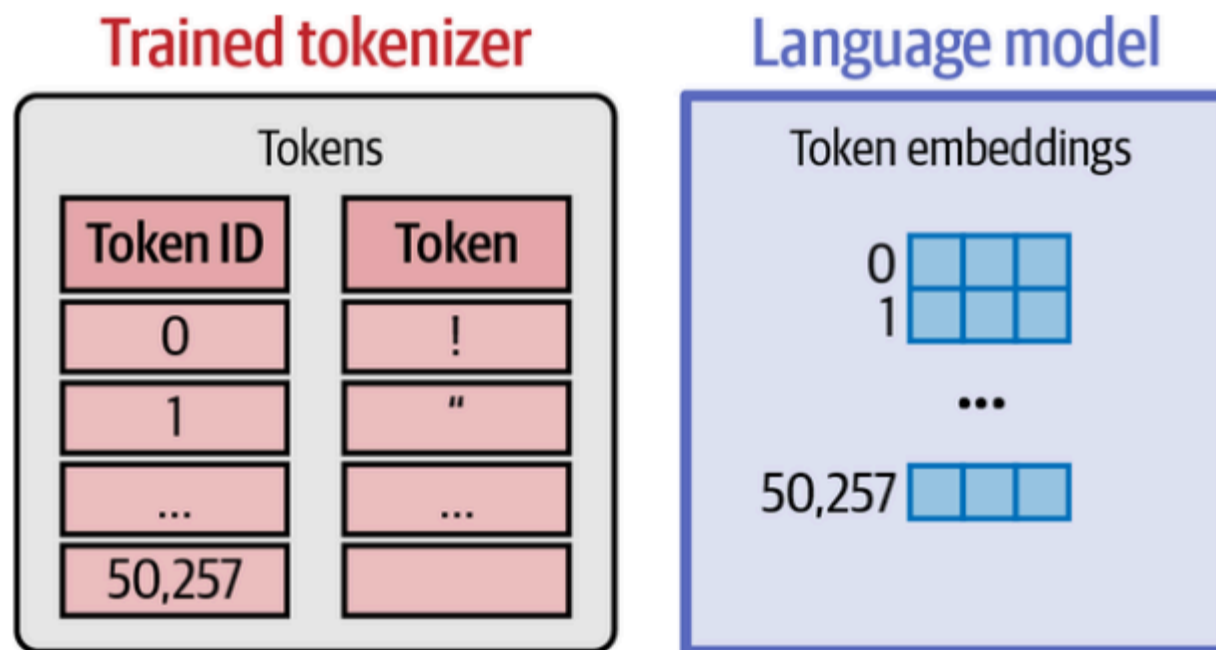 Trained tokenizer
Tokens
Token ID Token
0 !
1 “
... ...
50,257
Language model
Token embeddings
0
1
...
50,257